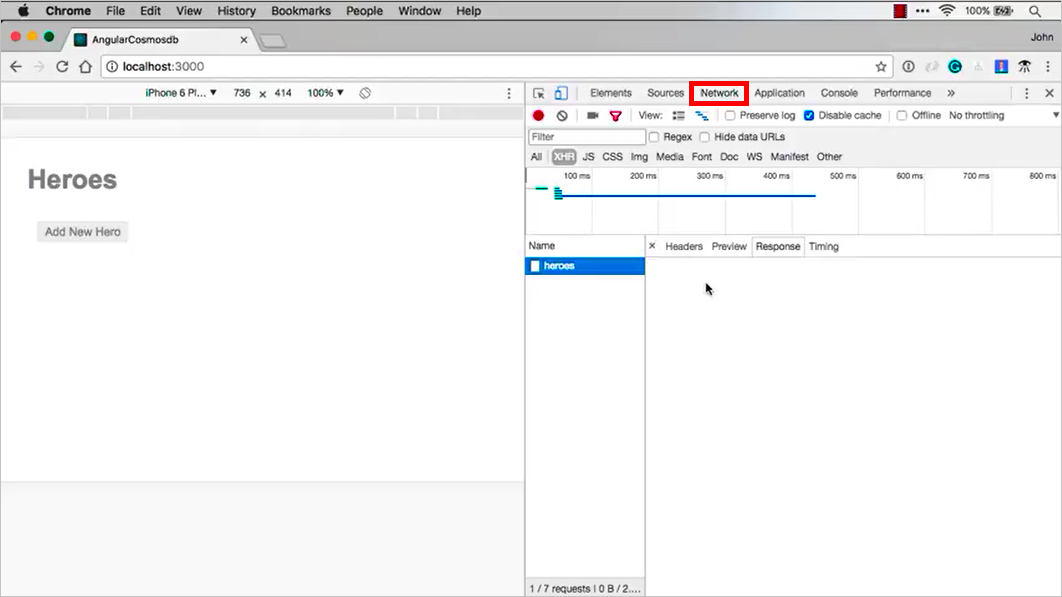 Chrome File Edit View History Bookmarks People Window Help 100%
AngularCosmosdb × John
localhost:3000
iPhone 6 Pl... ▼ 736 × 414 100% ▼
Elements Sources Network Application Console Performance »
View: Preserve log Disable cache Offline No throttling
Filter Regex Hide data URLs
All XHR JS CSS Img Media Font Doc WS Manifest Other
100 ms 200 ms 300 ms 400 ms 500 ms 600 ms 700 ms 800 ms
Heroes
Add New Hero
Name × Headers Preview Response Timing
heroes
1 / 7 requests | 0 B / 2....